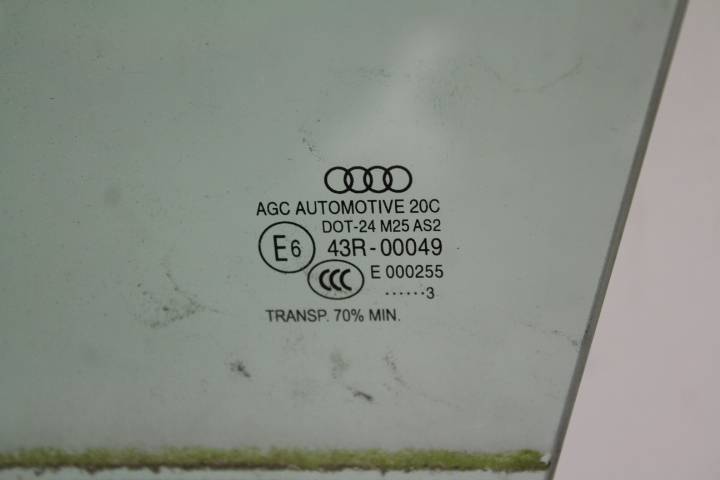 AGC AUTOMOTIVE 20C
DOT-24 M25 AS2
E6 43R-00049
CCC E 000255
......3
TRANSP. 70% MIN.